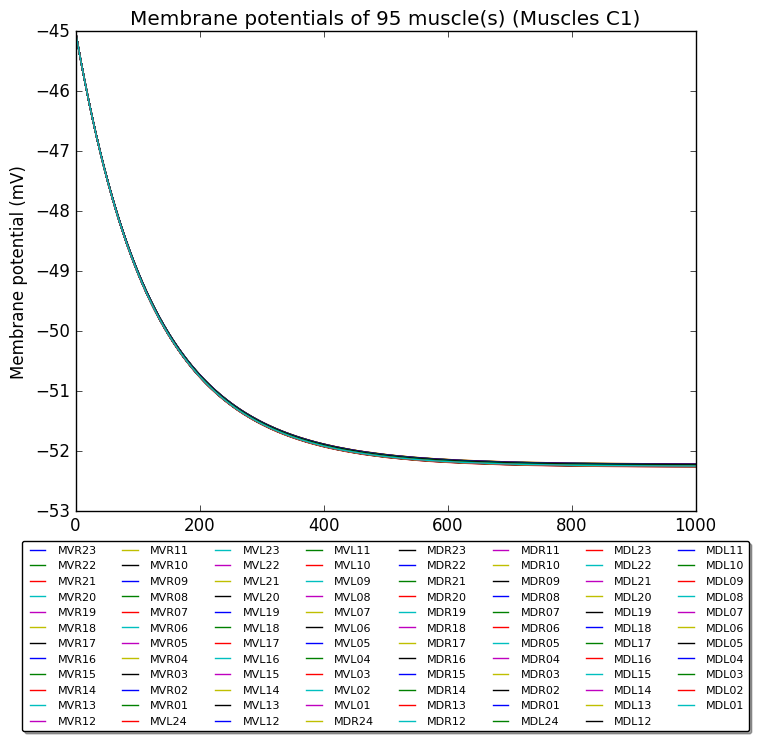 Membrane potentials of 95 muscle(s) (Muscles C1)
−45
−46
−47
−48
−49
−50
−51
−52
−53
Membrane potential (mV)
0 200 400 600 800 1000
MVR23 MVR11 MVL23 MVL11 MDR23 MDR11 MDL23 MDL11
MVR22 MVR10 MVL22 MVL10 MDR22 MDR10 MDL22 MDL10
MVR21 MVR09 MVL21 MVL09 MDR21 MDR09 MDL21 MDL09
MVR20 MVR08 MVL20 MVL08 MDR20 MDR08 MDL20 MDL08
MVR19 MVR07 MVL19 MVL07 MDR19 MDR07 MDL19 MDL07
MVR18 MVR06 MVL18 MVL06 MDR18 MDR06 MDL18 MDL06
MVR17 MVR05 MVL17 MVL05 MDR17 MDR05 MDL17 MDL05
MVR16 MVR04 MVL16 MVL04 MDR16 MDR04 MDL16 MDL04
MVR15 MVR03 MVL15 MVL03 MDR15 MDR03 MDL15 MDL03
MVR14 MVR02 MVL14 MVL02 MDR14 MDR02 MDL14 MDL02
MVR13 MVR01 MVL13 MVL01 MDR13 MDR01 MDL13 MDL01
MVR12 MVL24 MVL12 MDR24 MDR12 MDL24 MDL12